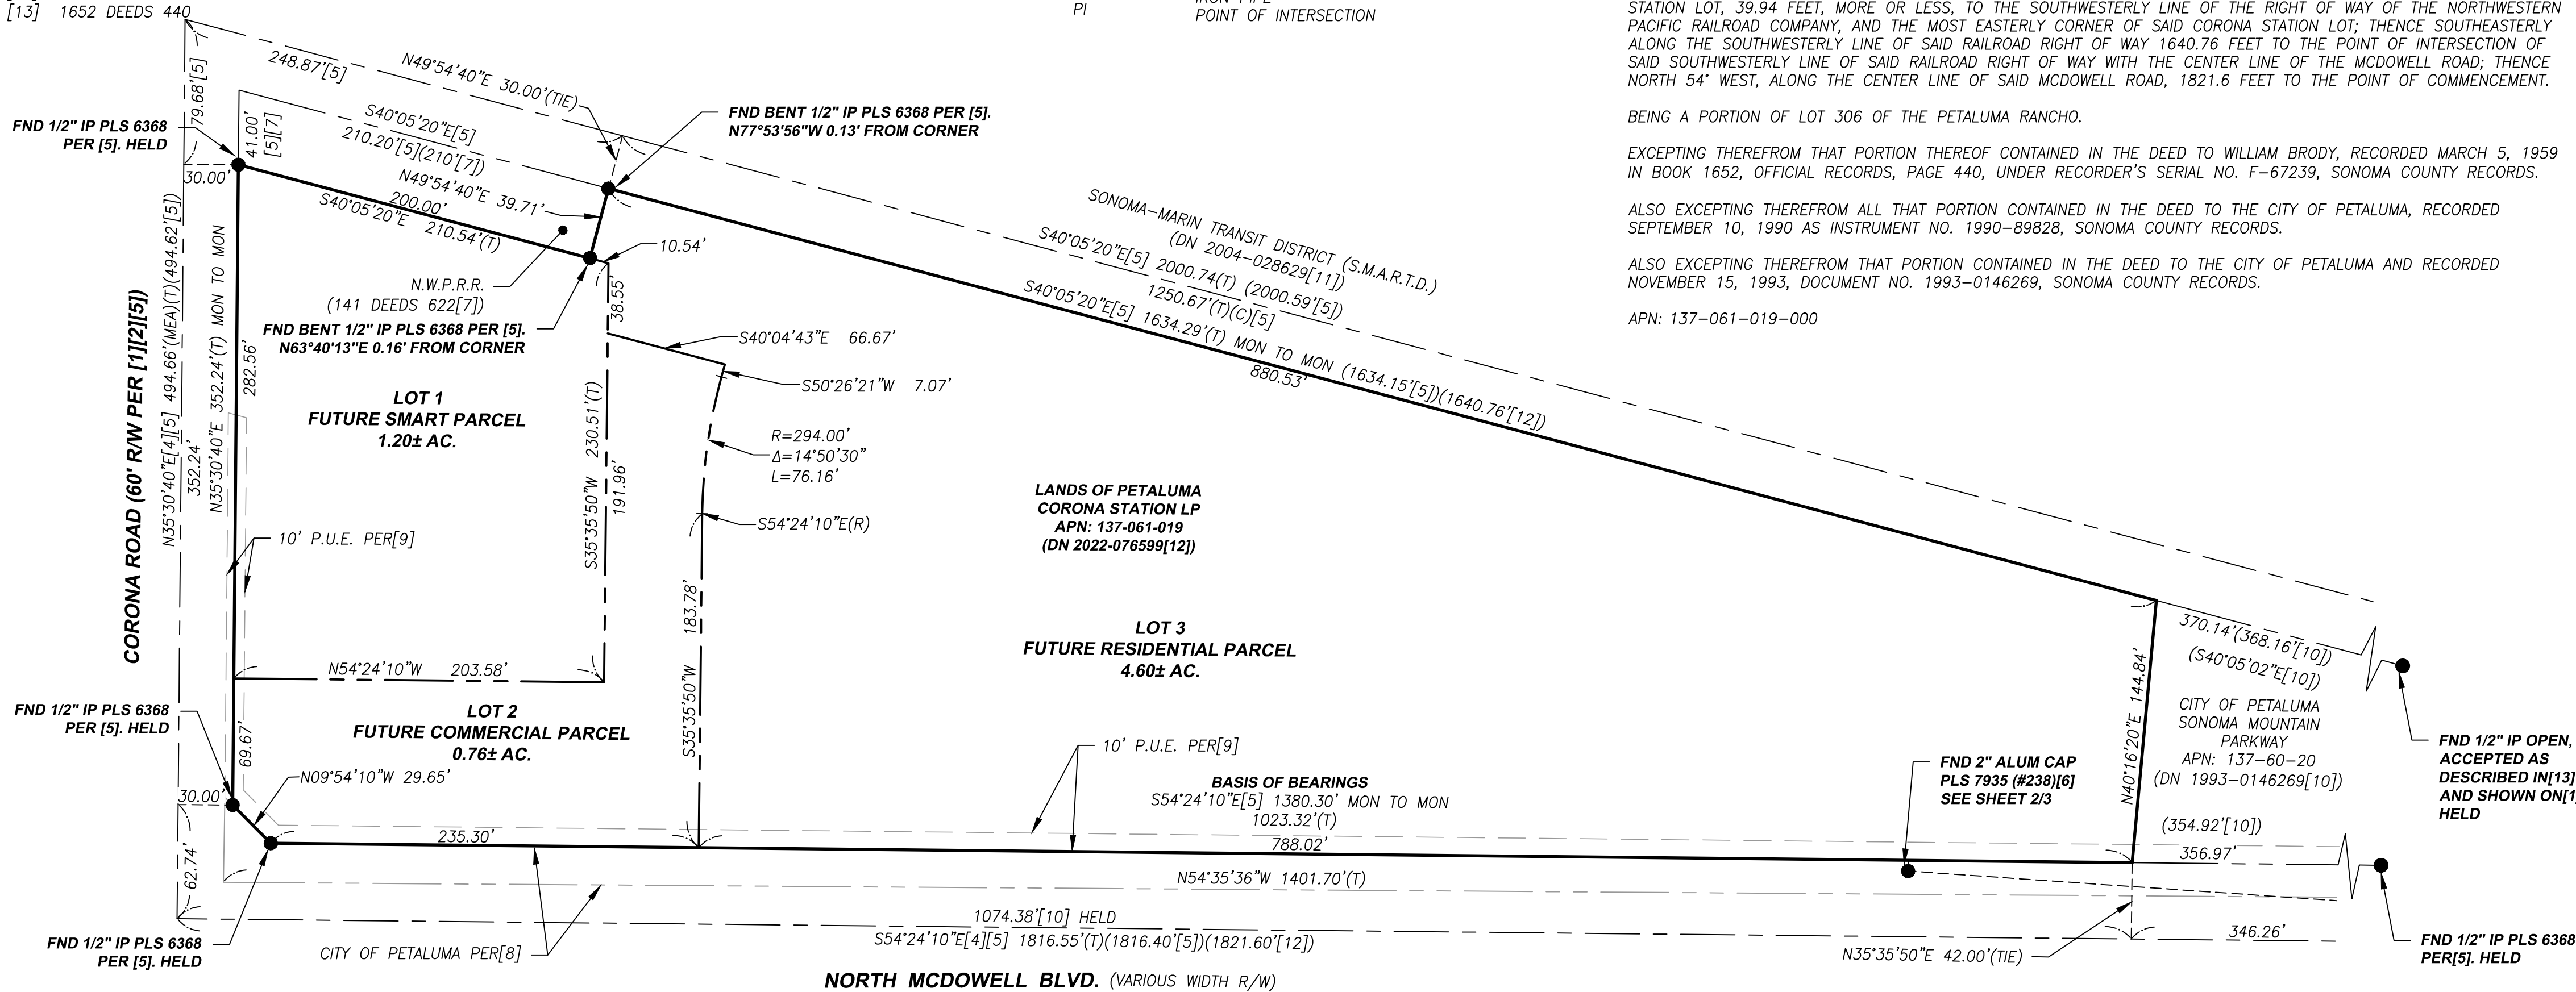 [13] 1652 DEEDS 440
IRON PIPE
PI POINT OF INTERSECTION
STATION LOT, 39.94 FEET, MORE OR LESS, TO THE SOUTHWESTERLY LINE OF THE RIGHT OF WAY OF THE NORTHWESTERN
PACIFIC RAILROAD COMPANY, AND THE MOST EASTERLY CORNER OF SAID CORONA STATION LOT; THENCE SOUTHEASTERLY
ALONG THE SOUTHWESTERLY LINE OF SAID RAILROAD RIGHT OF WAY 1640.76 FEET TO THE POINT OF INTERSECTION OF
SAID SOUTHWESTERLY LINE OF SAID RAILROAD RIGHT OF WAY WITH THE CENTER LINE OF THE MCDOWELL ROAD; THENCE
NORTH 54° WEST, ALONG THE CENTER LINE OF SAID MCDOWELL ROAD, 1821.6 FEET TO THE POINT OF COMMENCEMENT.
BEING A PORTION OF LOT 306 OF THE PETALUMA RANCHO.
EXCEPTING THEREFROM THAT PORTION THEREOF CONTAINED IN THE DEED TO WILLIAM BRODY, RECORDED MARCH 5, 1959
IN BOOK 1652, OFFICIAL RECORDS, PAGE 440, UNDER RECORDER'S SERIAL NO. F-67239, SONOMA COUNTY RECORDS.
ALSO EXCEPTING THEREFROM ALL THAT PORTION CONTAINED IN THE DEED TO THE CITY OF PETALUMA, RECORDED
SEPTEMBER 10, 1990 AS INSTRUMENT NO. 1990-89828, SONOMA COUNTY RECORDS.
ALSO EXCEPTING THEREFROM THAT PORTION CONTAINED IN THE DEED TO THE CITY OF PETALUMA AND RECORDED
NOVEMBER 15, 1993, DOCUMENT NO. 1993-0146269, SONOMA COUNTY RECORDS.
APN: 137-061-019-000
248.87'[5]
N49°54'40"E 30.00'(TIE)
79.68'[5]
FND 1/2" IP PLS 6368
PER [5]. HELD
41.00'
[5][7]
30.00'
S40°05'20"E[5]
210.20'[5](210'[7])
FND BENT 1/2" IP PLS 6368 PER [5].
N77°53'56"W 0.13' FROM CORNER
N49°54'40"E 39.71'
200.00'
S40°05'20"E 210.54'(T)
10.54'
N.W.P.R.R.
(141 DEEDS 622[7])
FND BENT 1/2" IP PLS 6368 PER [5].
N63°40'13"E 0.16' FROM CORNER
38.55'
SONOMA-MARIN TRANSIT DISTRICT (S.M.A.R.T.D.)
(DN 2004-028629[11])
S40°05'20"E[5] 2000.74(T) (2000.59'[5])
1250.67'(T)(C)[5]
S40°05'20"E[5] 1634.29'(T) MON TO MON (1634.15'[5])(1640.76'[12])
880.53'
S40°04'43"E 66.67'
S50°26'21"W 7.07'
R=294.00'
Δ=14°50'30"
L=76.16'
S54°24'10"E(R)
CORONA ROAD (60' R/W PER [1][2][5])
N35°30'40"E[4][5] 494.66'(MEA)(T)(494.62'[5])
352.24'
N35°30'40"E 352.24'(T) MON TO MON
282.56'
LOT 1
FUTURE SMART PARCEL
1.20± AC.
S35°35'50"W 230.51'(T)
191.96'
10' P.U.E. PER[9]
LANDS OF PETALUMA
CORONA STATION LP
APN: 137-061-019
(DN 2022-076599[12])
LOT 3
FUTURE RESIDENTIAL PARCEL
4.60± AC.
S35°35'50"W 183.78'
N54°24'10"W 203.58'
LOT 2
FUTURE COMMERCIAL PARCEL
0.76± AC.
FND 1/2" IP PLS 6368
PER [5]. HELD
69.67'
N09°54'10"W 29.65'
30.00'
62.74'
235.30'
10' P.U.E. PER[9]
BASIS OF BEARINGS
S54°24'10"E[5] 1380.30' MON TO MON
1023.32'(T)
788.02'
FND 2" ALUM CAP
PLS 7935 (#238)[6]
SEE SHEET 2/3
N40°16'20"E 144.84'
370.14'(368.16'[10])
(S40°05'02"E[10])
CITY OF PETALUMA
SONOMA MOUNTAIN
PARKWAY
APN: 137-60-20
(DN 1993-0146269[10])
FND 1/2" IP OPEN,
ACCEPTED AS
DESCRIBED IN[13]
AND SHOWN ON
HELD
(354.92'[10])
356.97'
N54°35'36"W 1401.70'(T)
1074.38'[10] HELD
S54°24'10"E[4][5] 1816.55'(T)(1816.40'[5])(1821.60'[12])
346.26'
N35°35'50"E 42.00'(TIE)
FND 1/2" IP PLS 6368
PER[5]. HELD
FND 1/2" IP PLS 6368
PER [5]. HELD
CITY OF PETALUMA PER[8]
NORTH MCDOWELL BLVD. (VARIOUS WIDTH R/W)